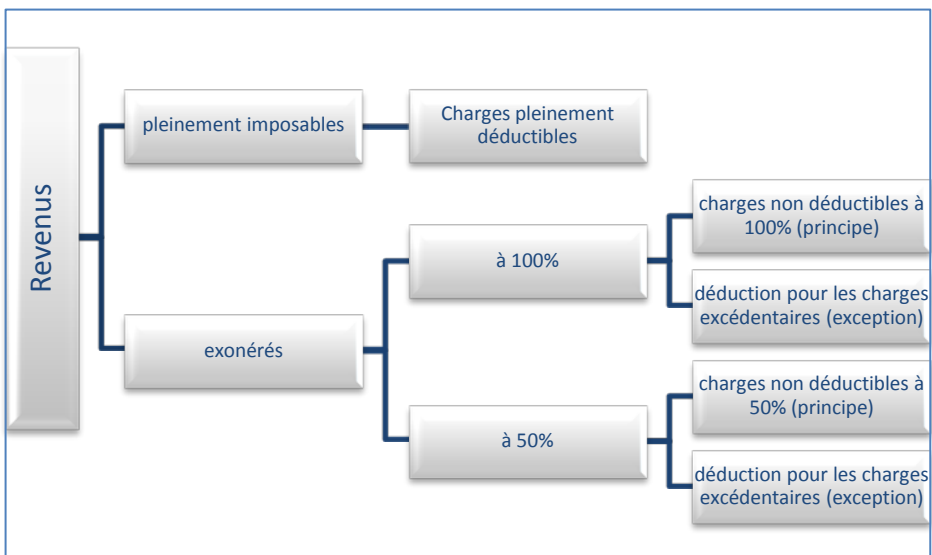 Revenus
pleinement imposables
Charges pleinement
déductibles
exonérés
à 100%
charges non déductibles à
100% (principe)
déduction pour les charges
excédentaires (exception)
à 50%
charges non déductibles à
50% (principe)
déduction pour les charges
excédentaires (exception)